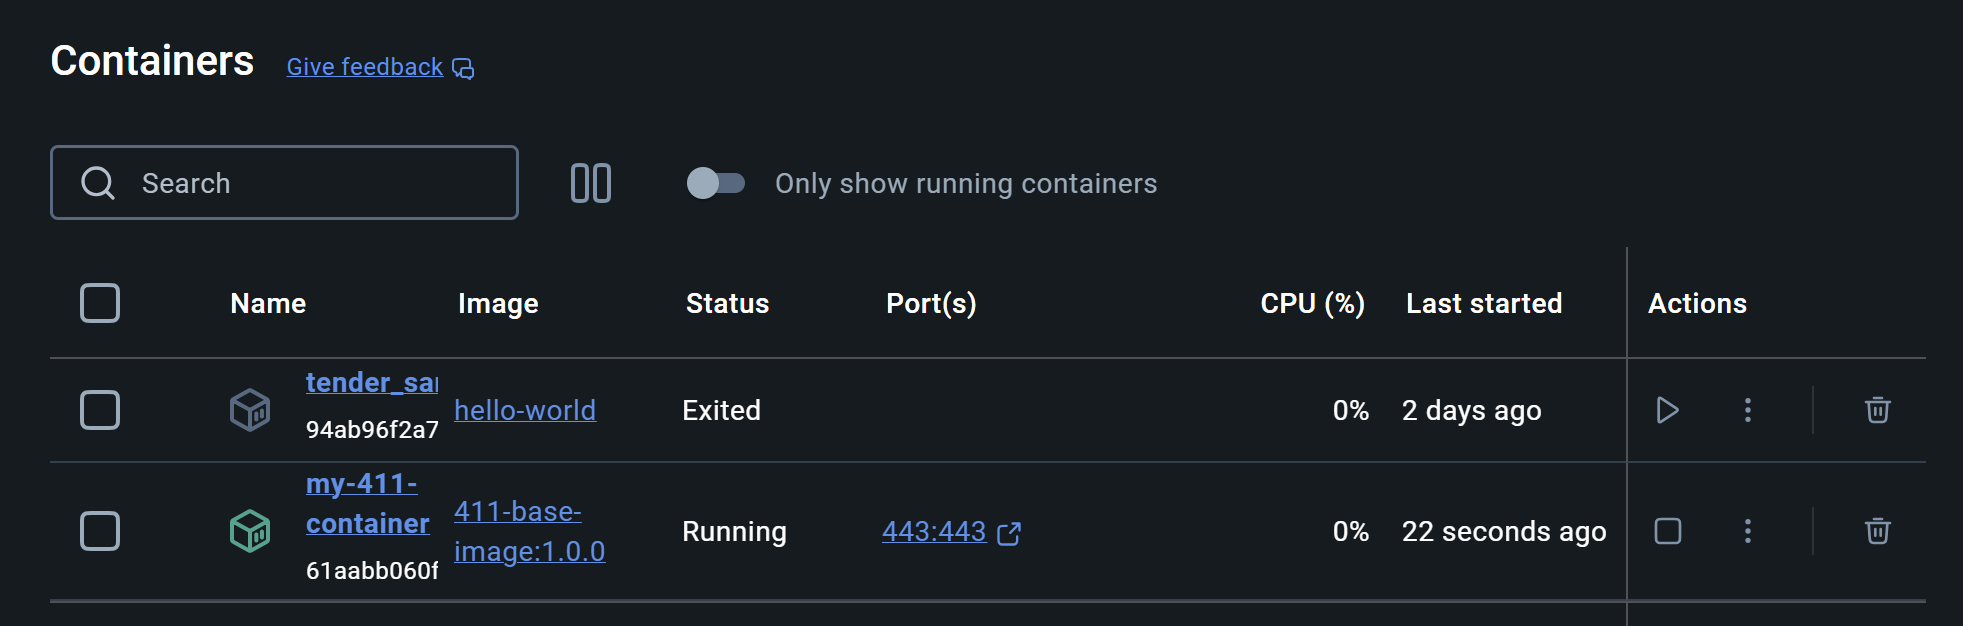 Containers Give feedback
Search Only show running containers
Name Image Status Port(s) CPU (%) Last started Actions
tender_sa
94ab96f2a7
hello-world Exited 0% 2 days ago
my-411-
container
61aabb060f
411-base-
image:1.0.0
Running 443:443 0% 22 seconds ago